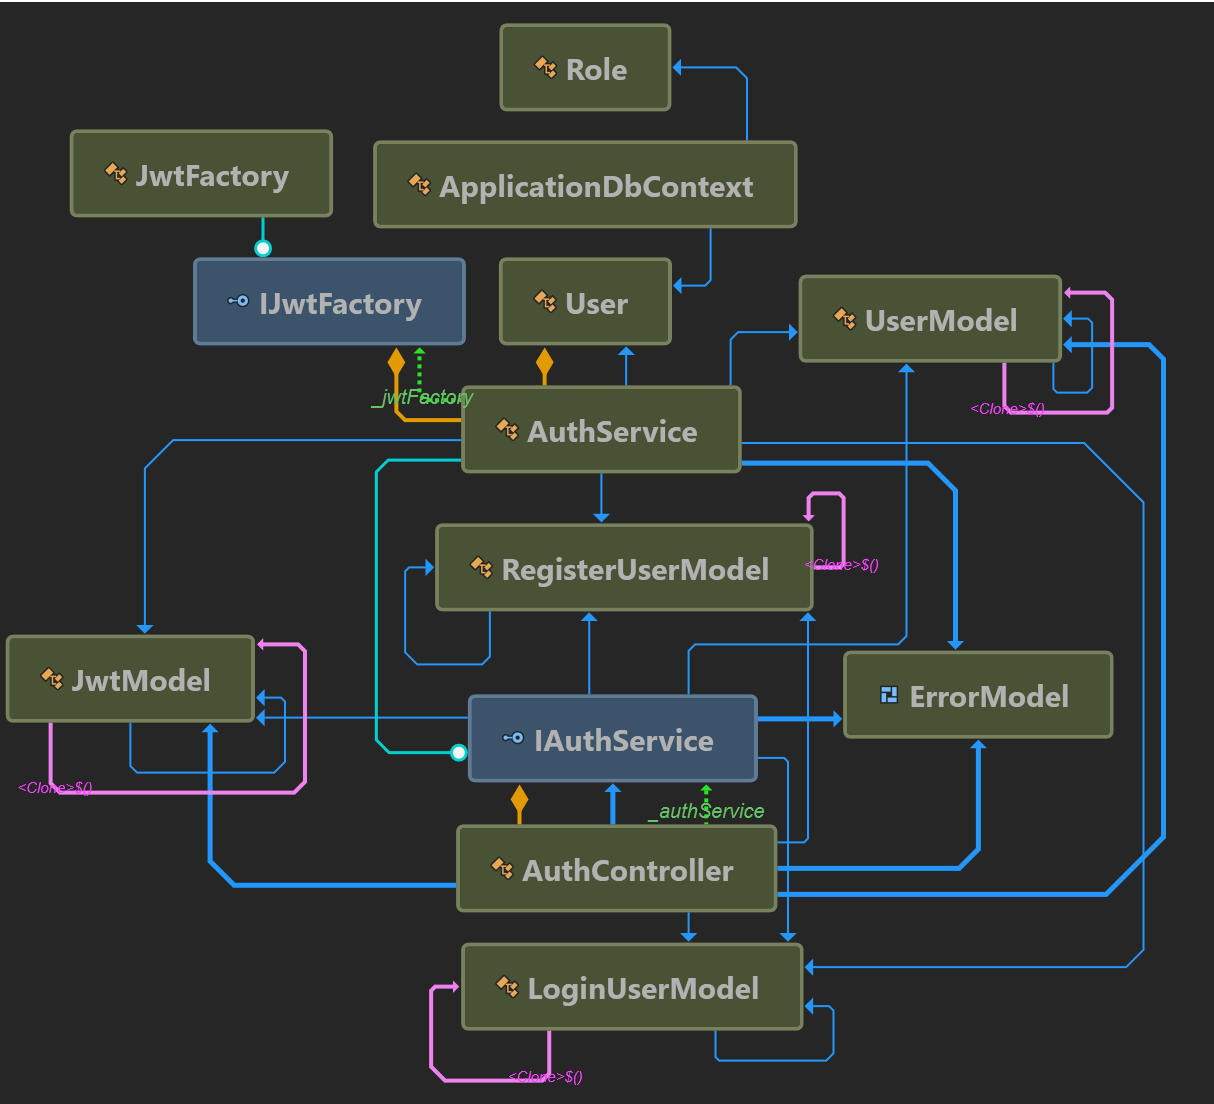 Role
JwtFactory
ApplicationDbContext
IJwtFactory
User
UserModel
_jwtFactory
<Clone>$()
AuthService
RegisterUserModel
<Clone>$()
JwtModel
ErrorModel
IAuthService
<Clone>$()
_authService
AuthController
LoginUserModel
<Clone>$()